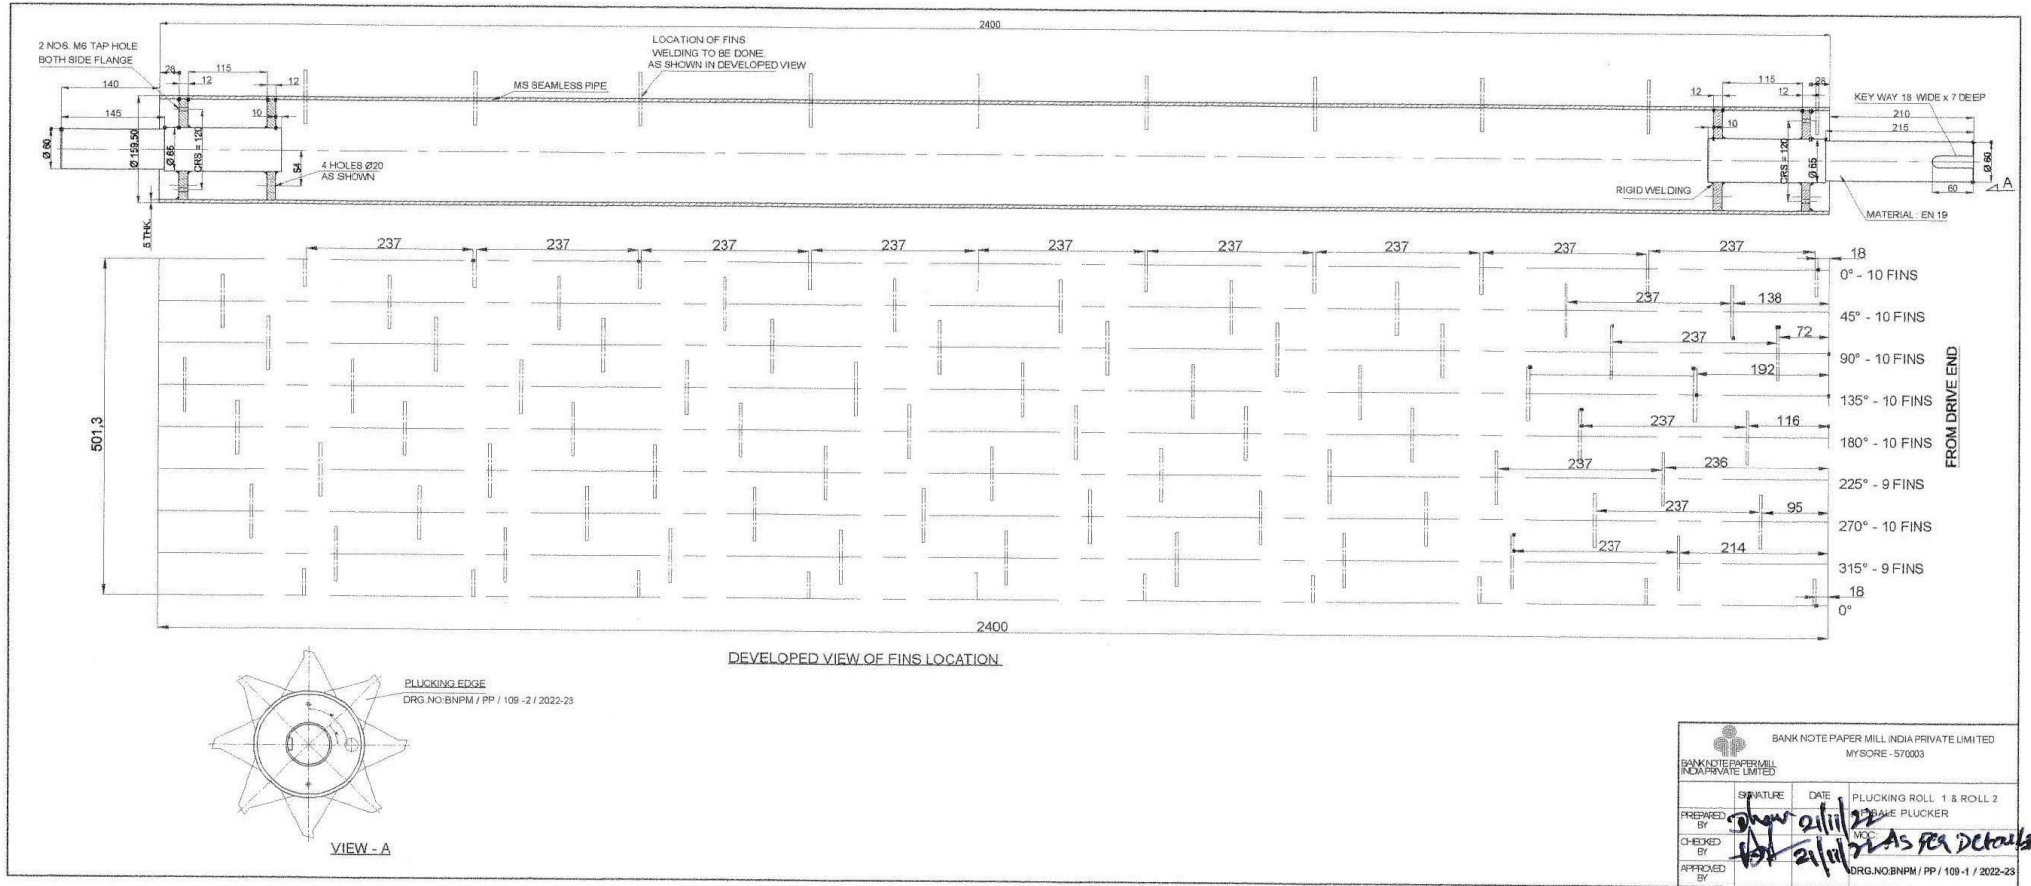 2400
2 NOS. M6 TAP HOLE
BOTH SIDE FLANGE
LOCATION OF FINS
WELDING TO BE DONE
AS SHOWN IN DEVELOPED VIEW
MS SEAMLESS PIPE
28
115
12
12
140
145
10
Ø 60
Ø 159,50
Ø 65
CRS = 120
54
4 HOLES Ø20
AS SHOWN
5 THK.
115
28
12
12
10
KEY WAY 18 WIDE x 7 DEEP
210
215
CRS = 120
Ø 65
Ø 60
60
A
RIGID WELDING
MATERIAL : EN 19
237
237
237
237
237
237
237
237
237
18
0° - 10 FINS
237
138
45° - 10 FINS
237
72
90° - 10 FINS
192
135° - 10 FINS
237
116
180° - 10 FINS
237
236
225° - 9 FINS
237
95
270° - 10 FINS
237
214
315° - 9 FINS
18
0°
501,3
FROM DRIVE END
2400
DEVELOPED VIEW OF FINS LOCATION
PLUCKING EDGE
DRG.NO:BNPM / PP / 109 -2 / 2022-23
VIEW - A
BANK NOTE PAPER MILL INDIA PRIVATE LIMITED
MYSORE - 570003
BANK NOTE PAPER MILL
INDIA PRIVATE LIMITED
SIGNATURE
DATE
PLUCKING ROLL 1 & ROLL 2
BALE PLUCKER
PREPARED
BY
21/11/22
CHECKED
BY
21/11/22
MOC:
AS PER Details
APPROVED
BY
DRG.NO:BNPM / PP / 109 -1 / 2022-23